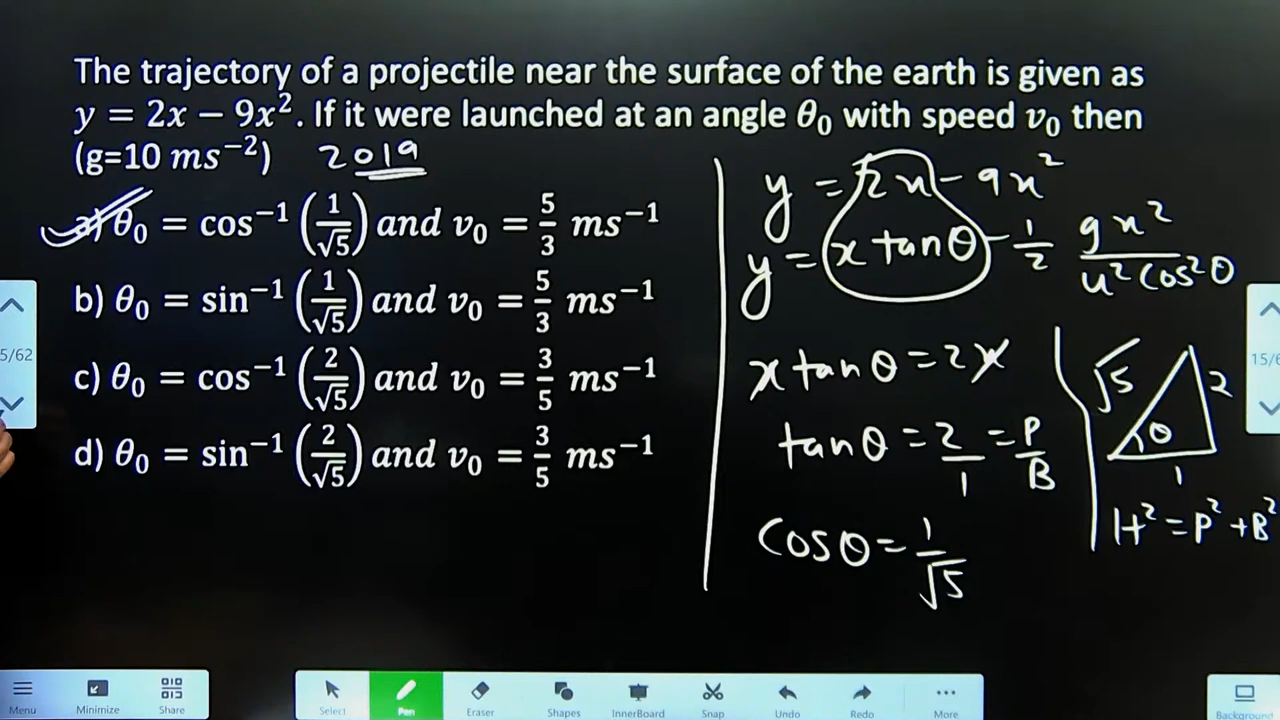 The trajectory of a projectile near the surface of the earth is given as
y = 2x − 9x². If it were launched at an angle θ₀ with speed v₀ then
(g=10 ms⁻²) 2019
a) θ₀ = cos⁻¹ (1/√5) and v₀ = 5/3 ms⁻¹
b) θ₀ = sin⁻¹ (1/√5) and v₀ = 5/3 ms⁻¹
c) θ₀ = cos⁻¹ (2/√5) and v₀ = 3/5 ms⁻¹
d) θ₀ = sin⁻¹ (2/√5) and v₀ = 3/5 ms⁻¹
y = 2x − 9x²
y = x tanθ − 1/2 gx²/u²cos²θ
x tanθ = 2x
tanθ = 2/1 = P/B
cosθ = 1/√5
√5 2
θ
1
H² = P² + B²
5/62
15/6
Menu Minimize Share Select Pen Eraser Shapes InnerBoard Snap Undo Redo More Background